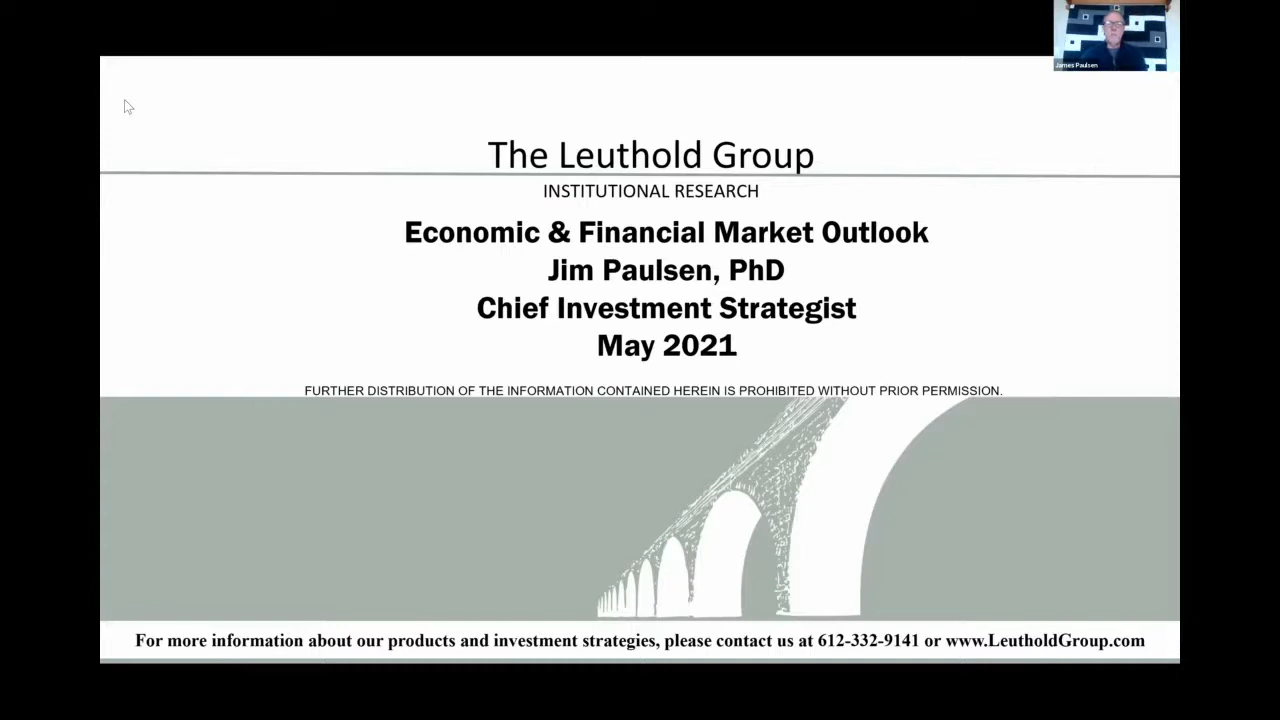 James Paulsen
The Leuthold Group
INSTITUTIONAL RESEARCH
Economic & Financial Market Outlook
Jim Paulsen, PhD
Chief Investment Strategist
May 2021
FURTHER DISTRIBUTION OF THE INFORMATION CONTAINED HEREIN IS PROHIBITED WITHOUT PRIOR PERMISSION.
For more information about our products and investment strategies, please contact us at 612-332-9141 or www.LeutholdGroup.com